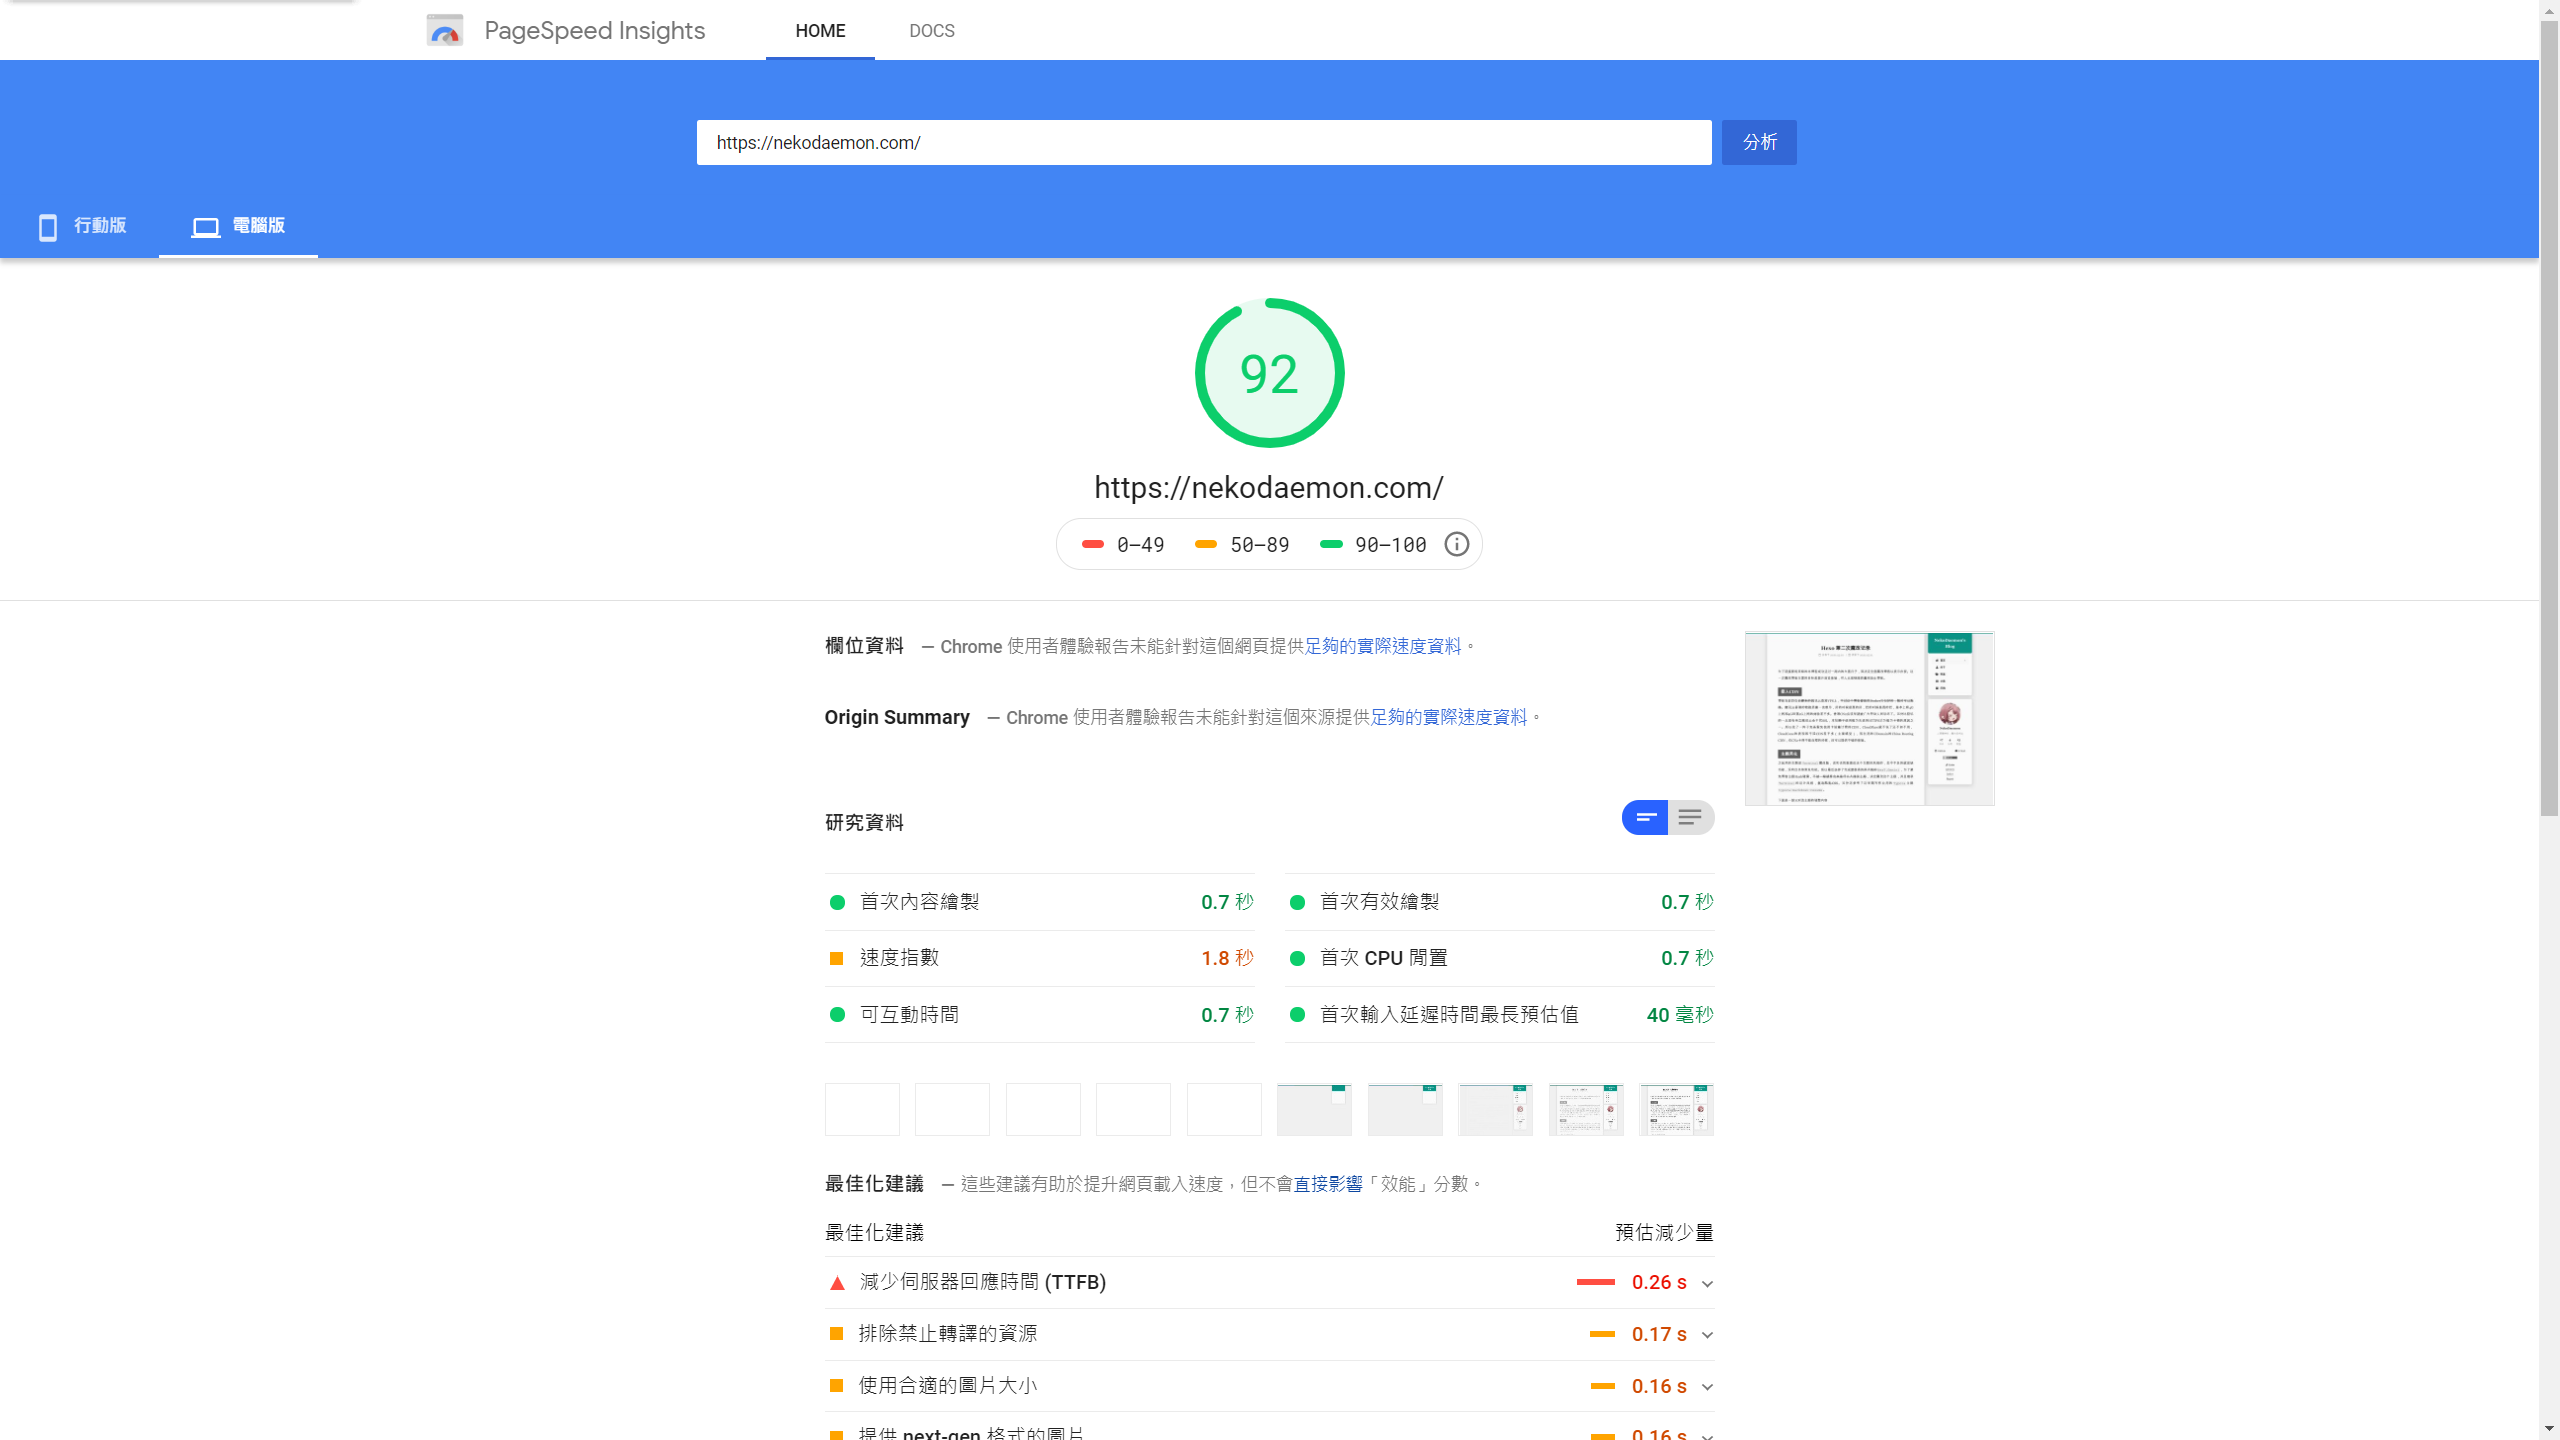 PageSpeed Insights HOME DOCS
https://nekodaemon.com/ 分析
行動版 電腦版
92
https://nekodaemon.com/
0–49 50–89 90–100
欄位資料 — Chrome 使用者體驗報告未能針對這個網頁提供足夠的實際速度資料。
Origin Summary — Chrome 使用者體驗報告未能針對這個來源提供足夠的實際速度資料。
研究資料
首次內容繪製 0.7 秒 首次有效繪製 0.7 秒
速度指數 1.8 秒 首次 CPU 閒置 0.7 秒
可互動時間 0.7 秒 首次輸入延遲時間最長預估值 40 毫秒
最佳化建議 — 這些建議有助於提升網頁載入速度,但不會直接影響「效能」分數。
最佳化建議 預估減少量
減少伺服器回應時間 (TTFB) 0.26 s
排除禁止轉譯的資源 0.17 s
使用合適的圖片大小 0.16 s
提供 next-gen 格式的圖片 0.16 s